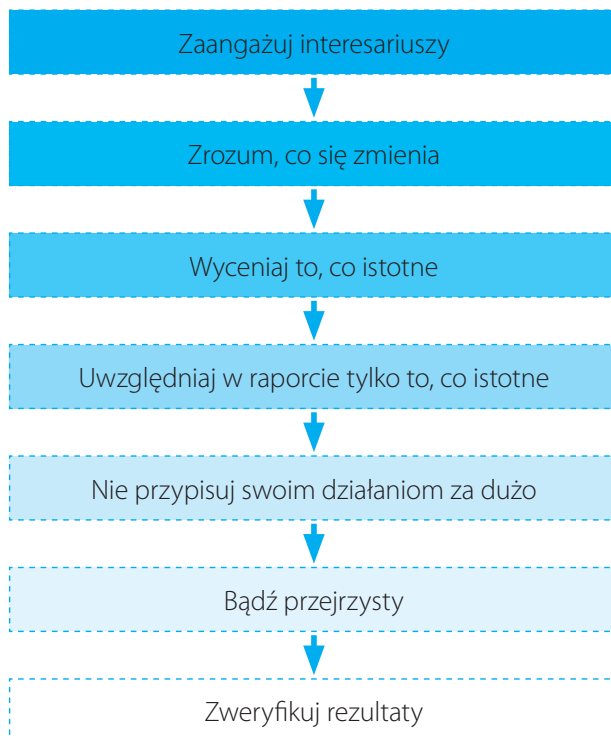 Zaangażuj interesariuszy
Zrozum, co się zmienia
Wyceniaj to, co istotne
Uwzględniaj w raporcie tylko to, co istotne
Nie przypisuj swoim działaniom za dużo
Bądź przejrzysty
Zweryfikuj rezultaty